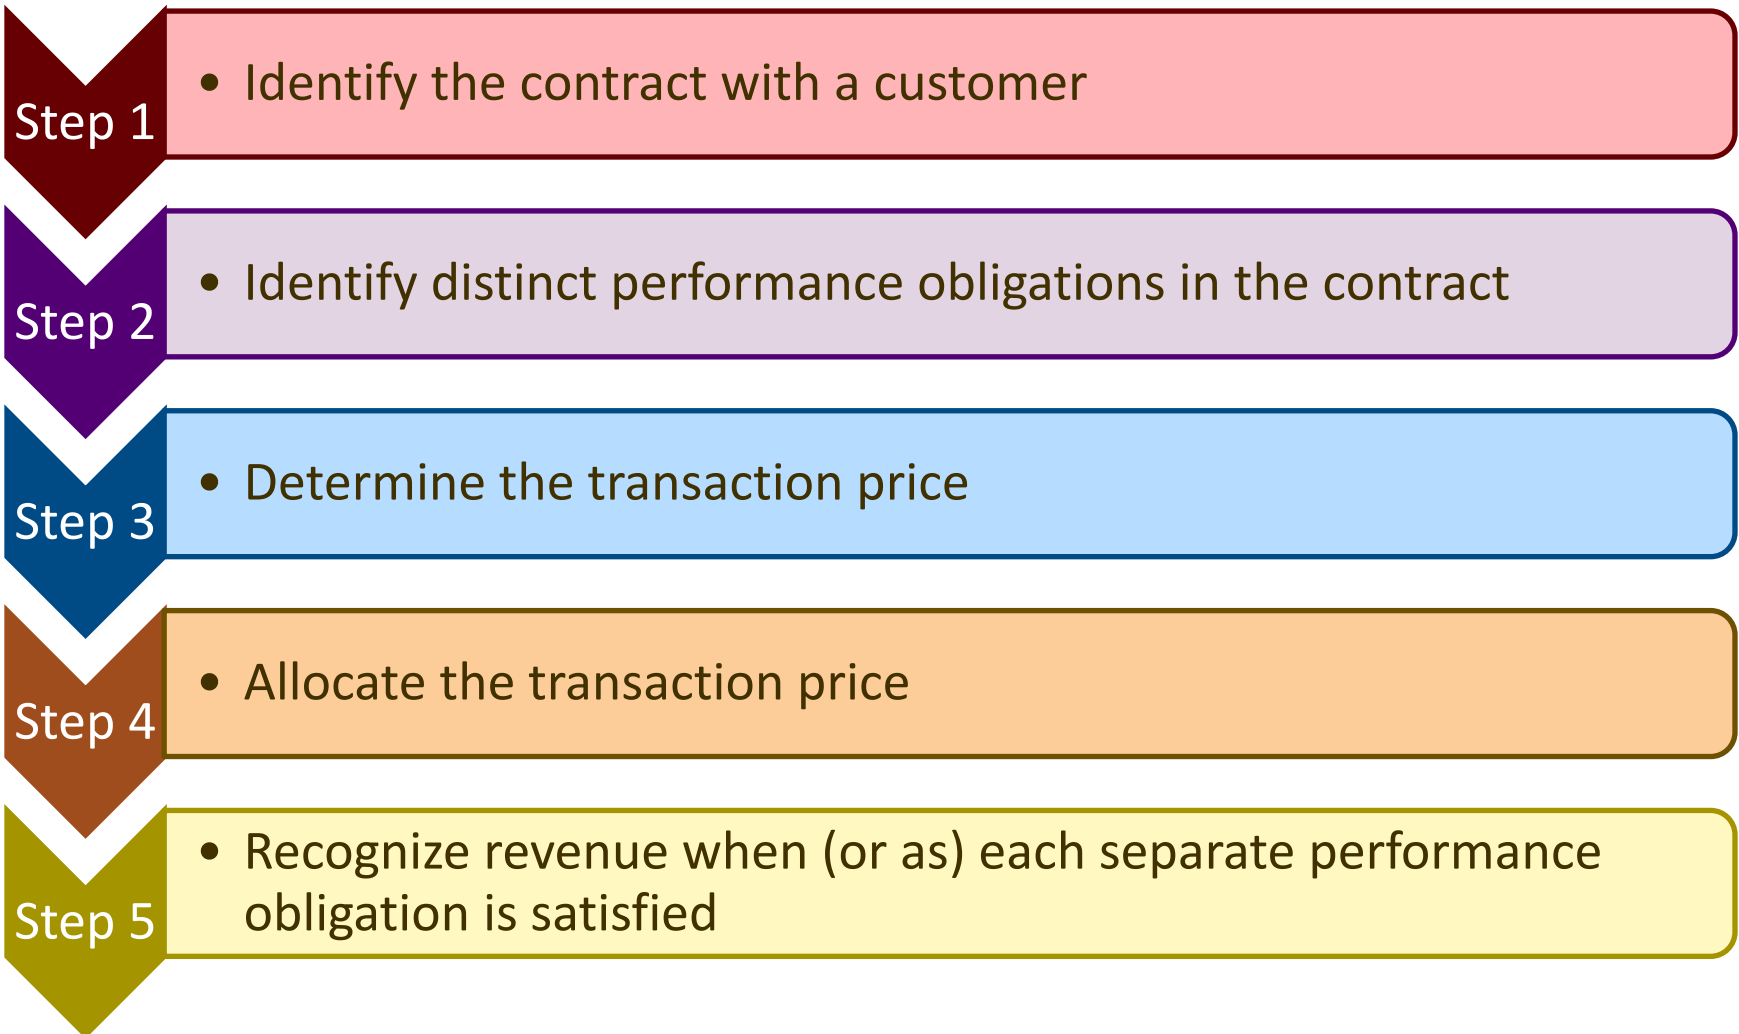 Step 1
• Identify the contract with a customer
Step 2
• Identify distinct performance obligations in the contract
Step 3
• Determine the transaction price
Step 4
• Allocate the transaction price
Step 5
• Recognize revenue when (or as) each separate performance
obligation is satisfied